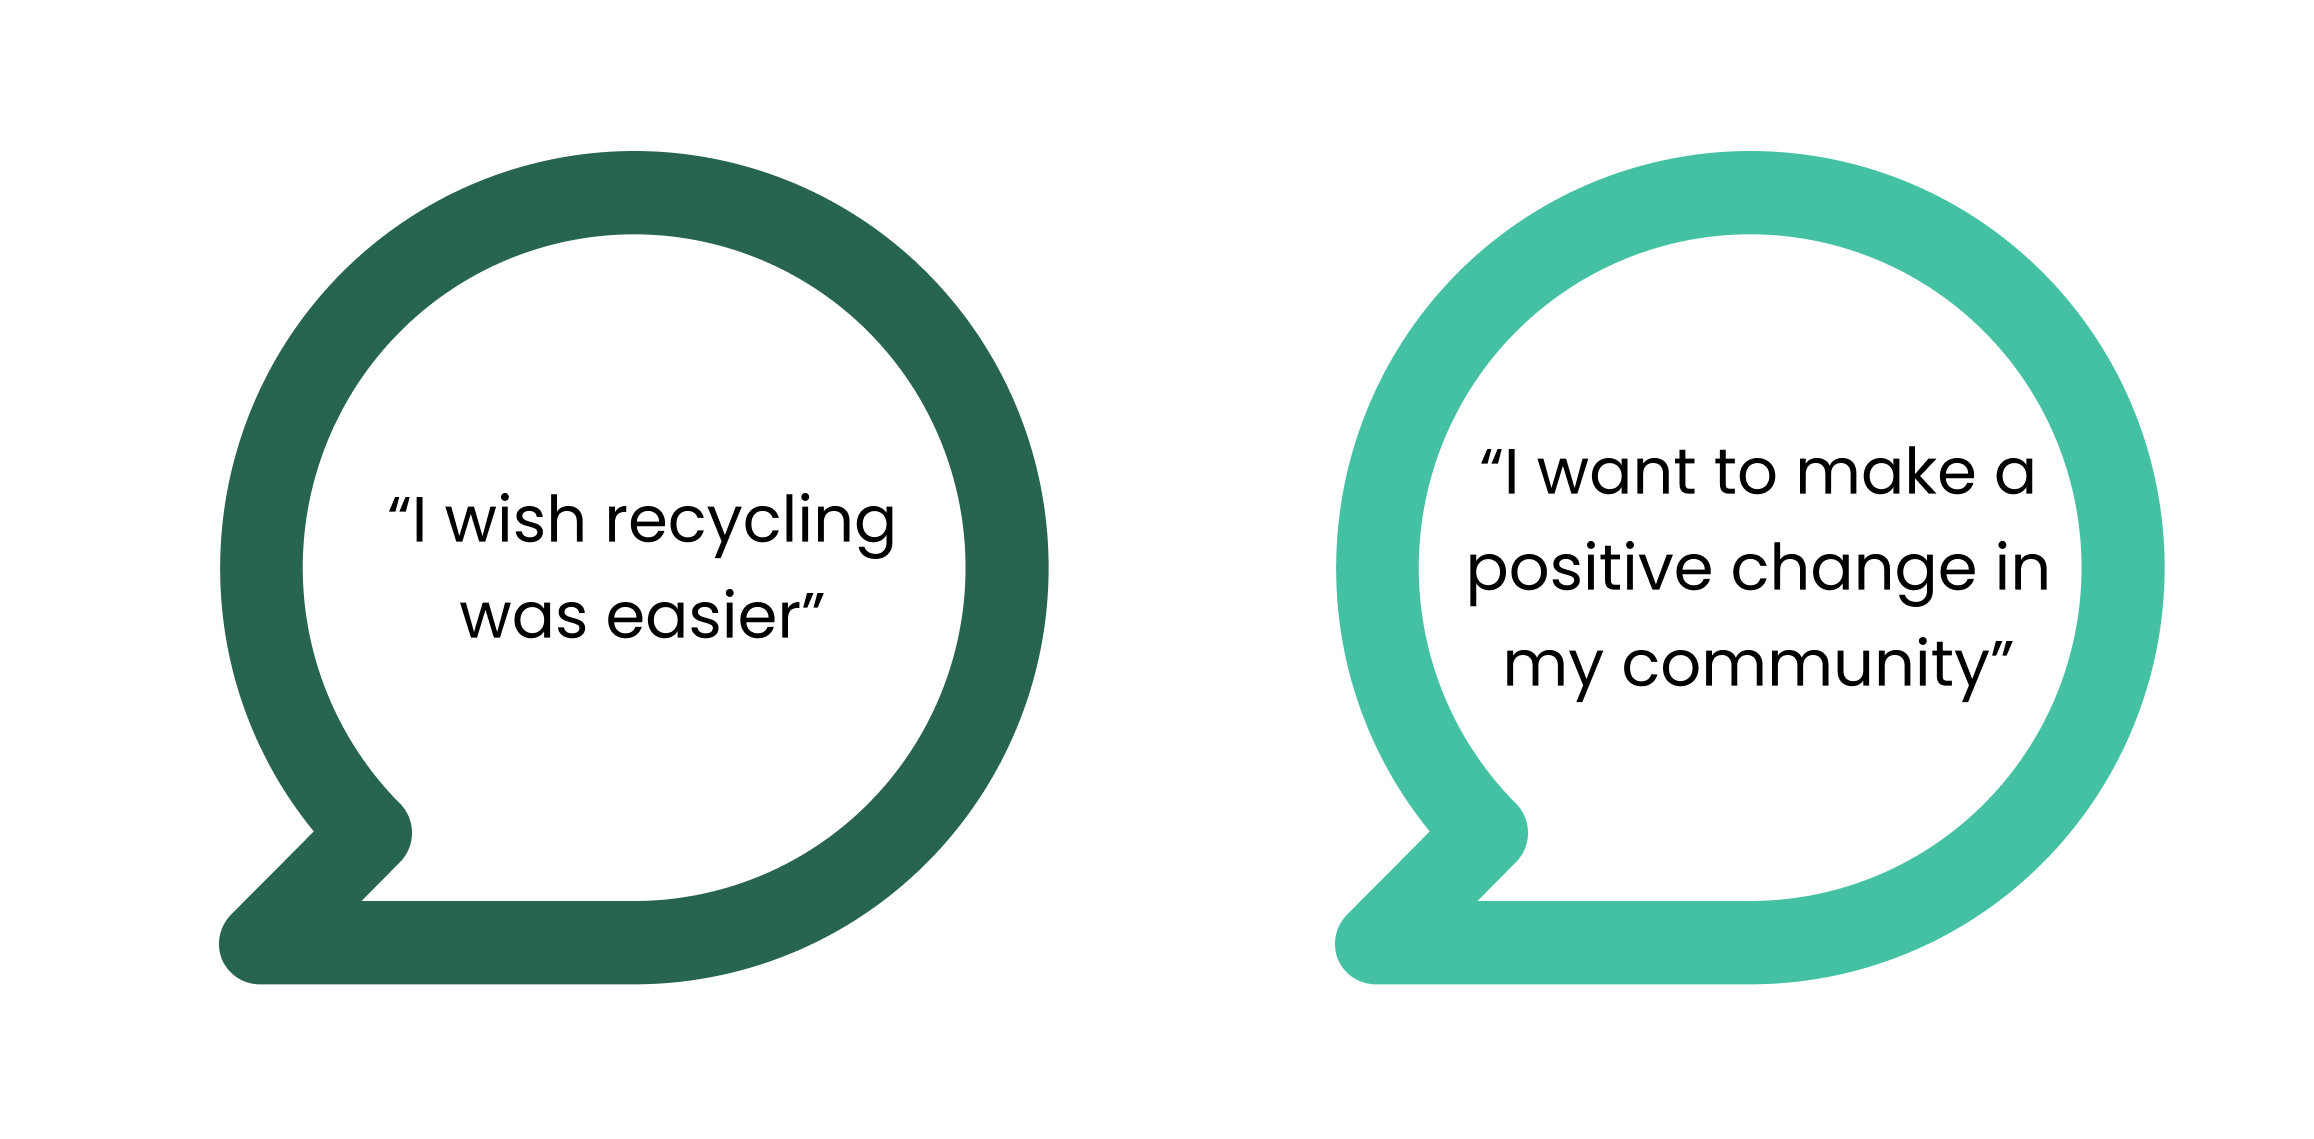 “I wish recycling
was easier”
“I want to make a
positive change in
my community”